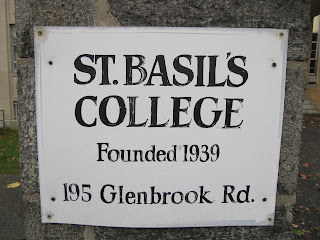 ST. BASIL'S
COLLEGE
Founded 1939
195 Glenbrook Rd.